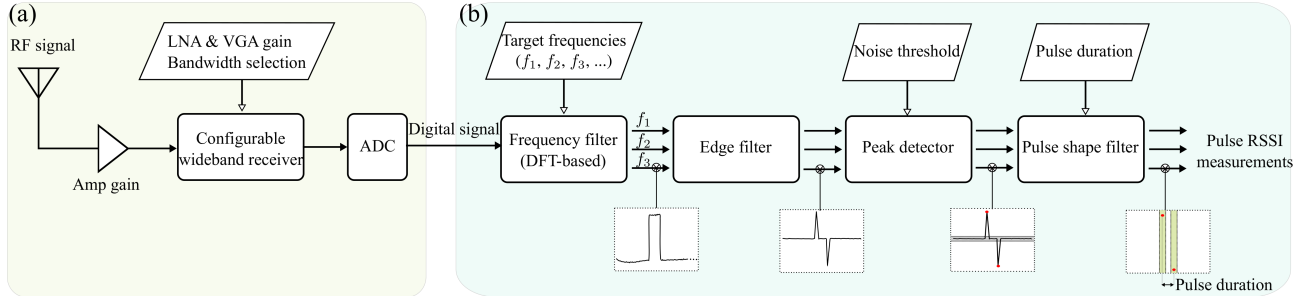 (a)
RF signal
LNA & VGA gain
Bandwidth selection
Amp gain
Configurable
wideband receiver
ADC
Digital signal
(b)
Target frequencies
(f1, f2, f3, ...)
Frequency filter
(DFT-based)
f1
f2
f3
Edge filter
Noise threshold
Peak detector
Pulse duration
Pulse shape filter
Pulse RSSI
measurements
Pulse duration